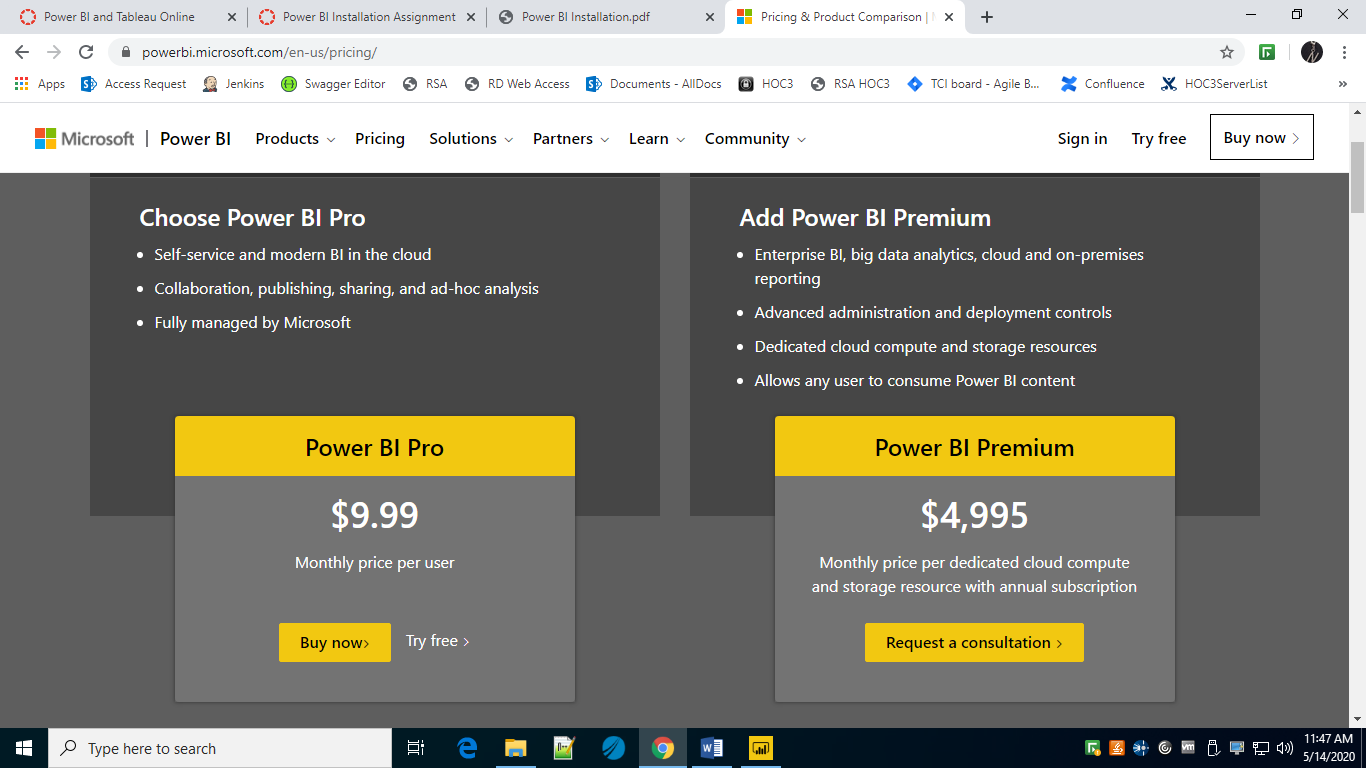 Power BI and Tableau Online
Power BI Installation Assignment
Power BI Installation.pdf
Pricing & Product Comparison |
powerbi.microsoft.com/en-us/pricing/
Apps
Access Request
Jenkins
Swagger Editor
RSA
RD Web Access
Documents - AllDocs
HOC3
RSA HOC3
TCI board - Agile B...
Confluence
HOC3ServerList
»
Microsoft | Power BI
Products
Pricing
Solutions
Partners
Learn
Community
Sign in
Try free
Buy now >
Choose Power BI Pro
• Self-service and modern BI in the cloud
• Collaboration, publishing, sharing, and ad-hoc analysis
• Fully managed by Microsoft
Power BI Pro
$9.99
Monthly price per user
Buy now>
Try free >
Add Power BI Premium
• Enterprise BI, big data analytics, cloud and on-premises
reporting
• Advanced administration and deployment controls
• Dedicated cloud compute and storage resources
• Allows any user to consume Power BI content
Power BI Premium
$4,995
Monthly price per dedicated cloud compute
and storage resource with annual subscription
Request a consultation >
Type here to search
11:47 AM
5/14/2020